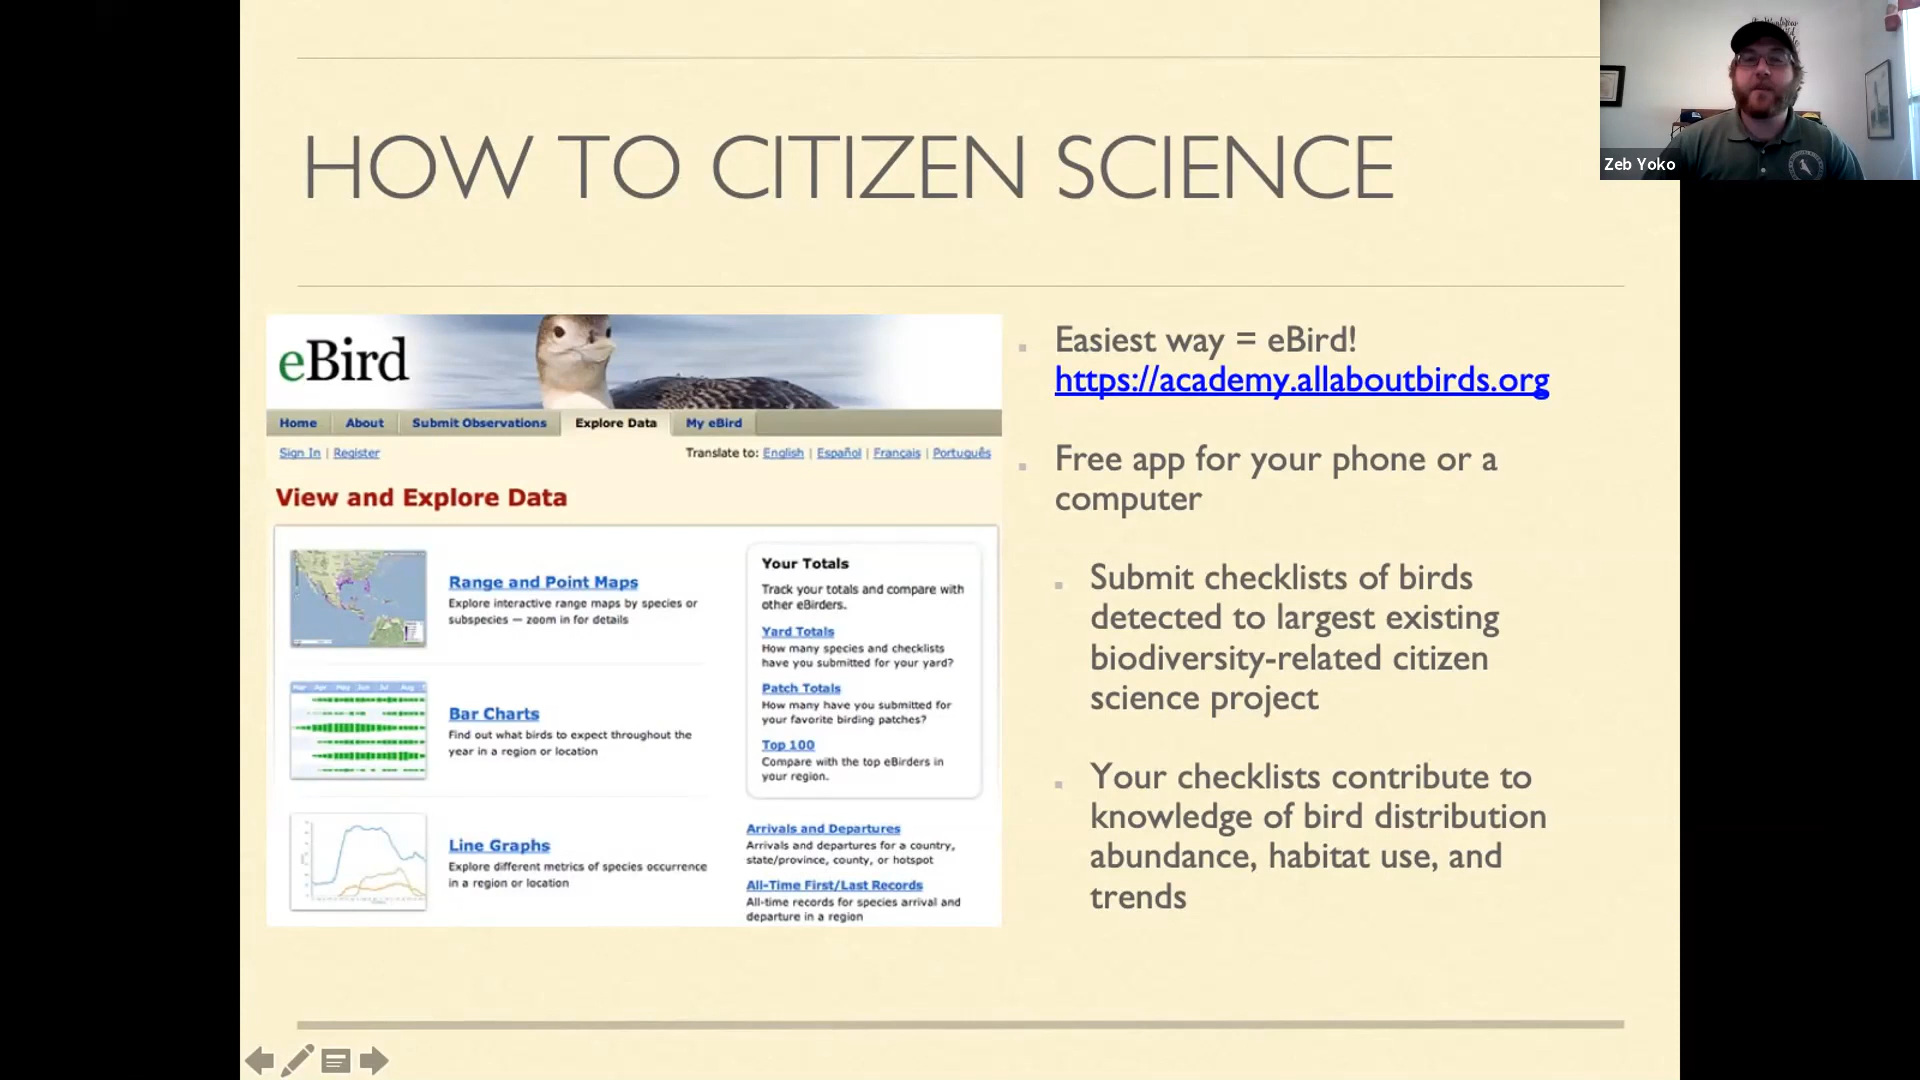 HOW TO CITIZEN SCIENCE
Zeb Yoko
eBird
Home
About
Submit Observations
Explore Data
My eBird
Sign In | Register
Translate to: English | Español | Français | Português
View and Explore Data
Range and Point Maps
Explore interactive range maps by species or
subspecies — zoom in for details
Bar Charts
Find out what birds to expect throughout the
year in a region or location
Line Graphs
Explore different metrics of species occurrence
in a region or location
Your Totals
Track your totals and compare with
other eBirders.
Yard Totals
How many species and checklists
have you submitted for your yard?
Patch Totals
How many have you submitted for
your favorite birding patches?
Top 100
Compare with the top eBirders in
your region.
Arrivals and Departures
Arrivals and departures for a country,
state/province, county, or hotspot
All-Time First/Last Records
All-time records for species arrival and
departure in a region
Easiest way = eBird!
https://academy.allaboutbirds.org
Free app for your phone or a
computer
Submit checklists of birds
detected to largest existing
biodiversity-related citizen
science project
Your checklists contribute to
knowledge of bird distribution
abundance, habitat use, and
trends